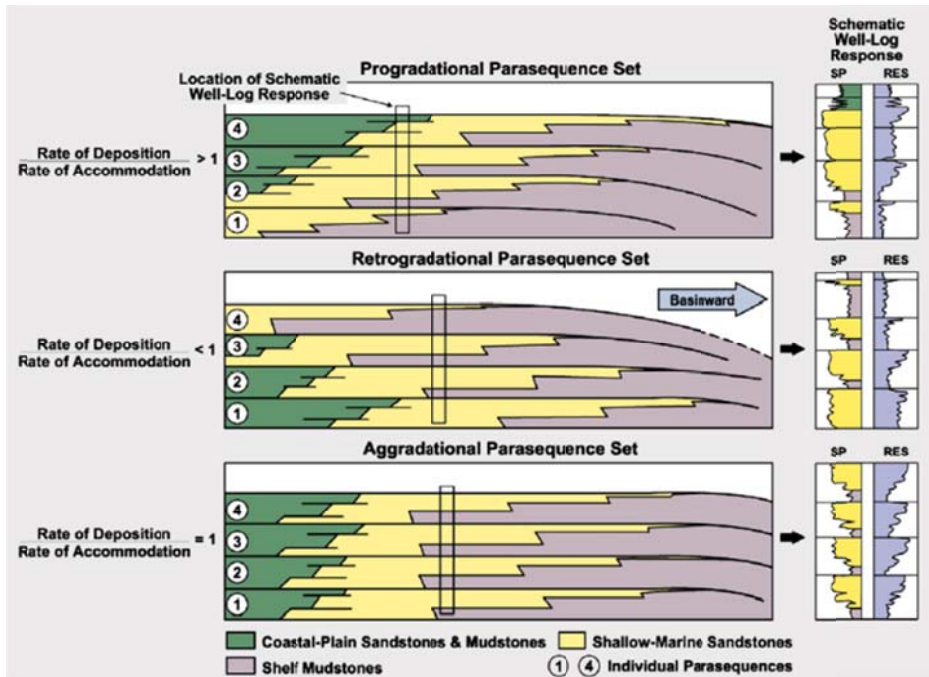 Schematic
Well-Log
Response
SP RES
Progradational Parasequence Set
Location of Schematic
Well-Log Response
Rate of Deposition
Rate of Accommodation
> 1
4
3
2
1
Retrogradational Parasequence Set
SP RES
Basinward
Rate of Deposition
Rate of Accommodation
< 1
4
3
2
1
Aggradational Parasequence Set
SP RES
Rate of Deposition
Rate of Accommodation
= 1
4
3
2
1
Coastal-Plain Sandstones & Mudstones
Shallow-Marine Sandstones
Shelf Mudstones
1 4 Individual Parasequences